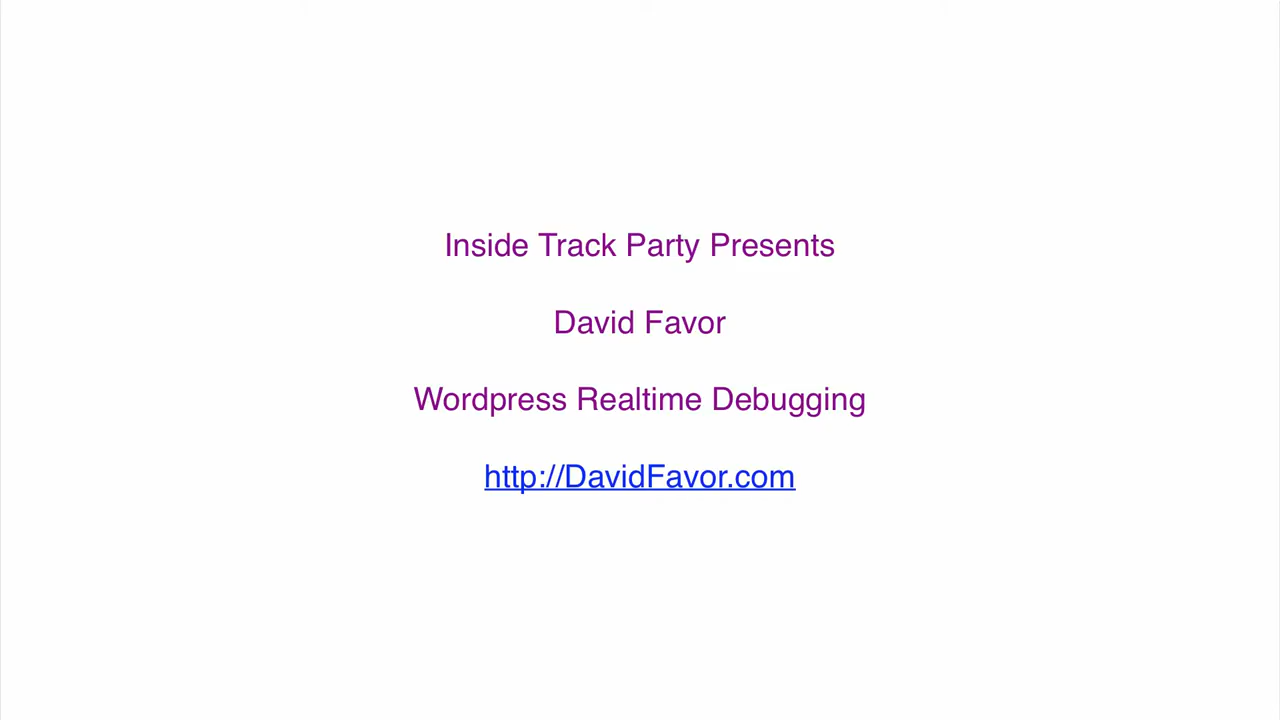 Inside Track Party Presents
David Favor
Wordpress Realtime Debugging
http://DavidFavor.com